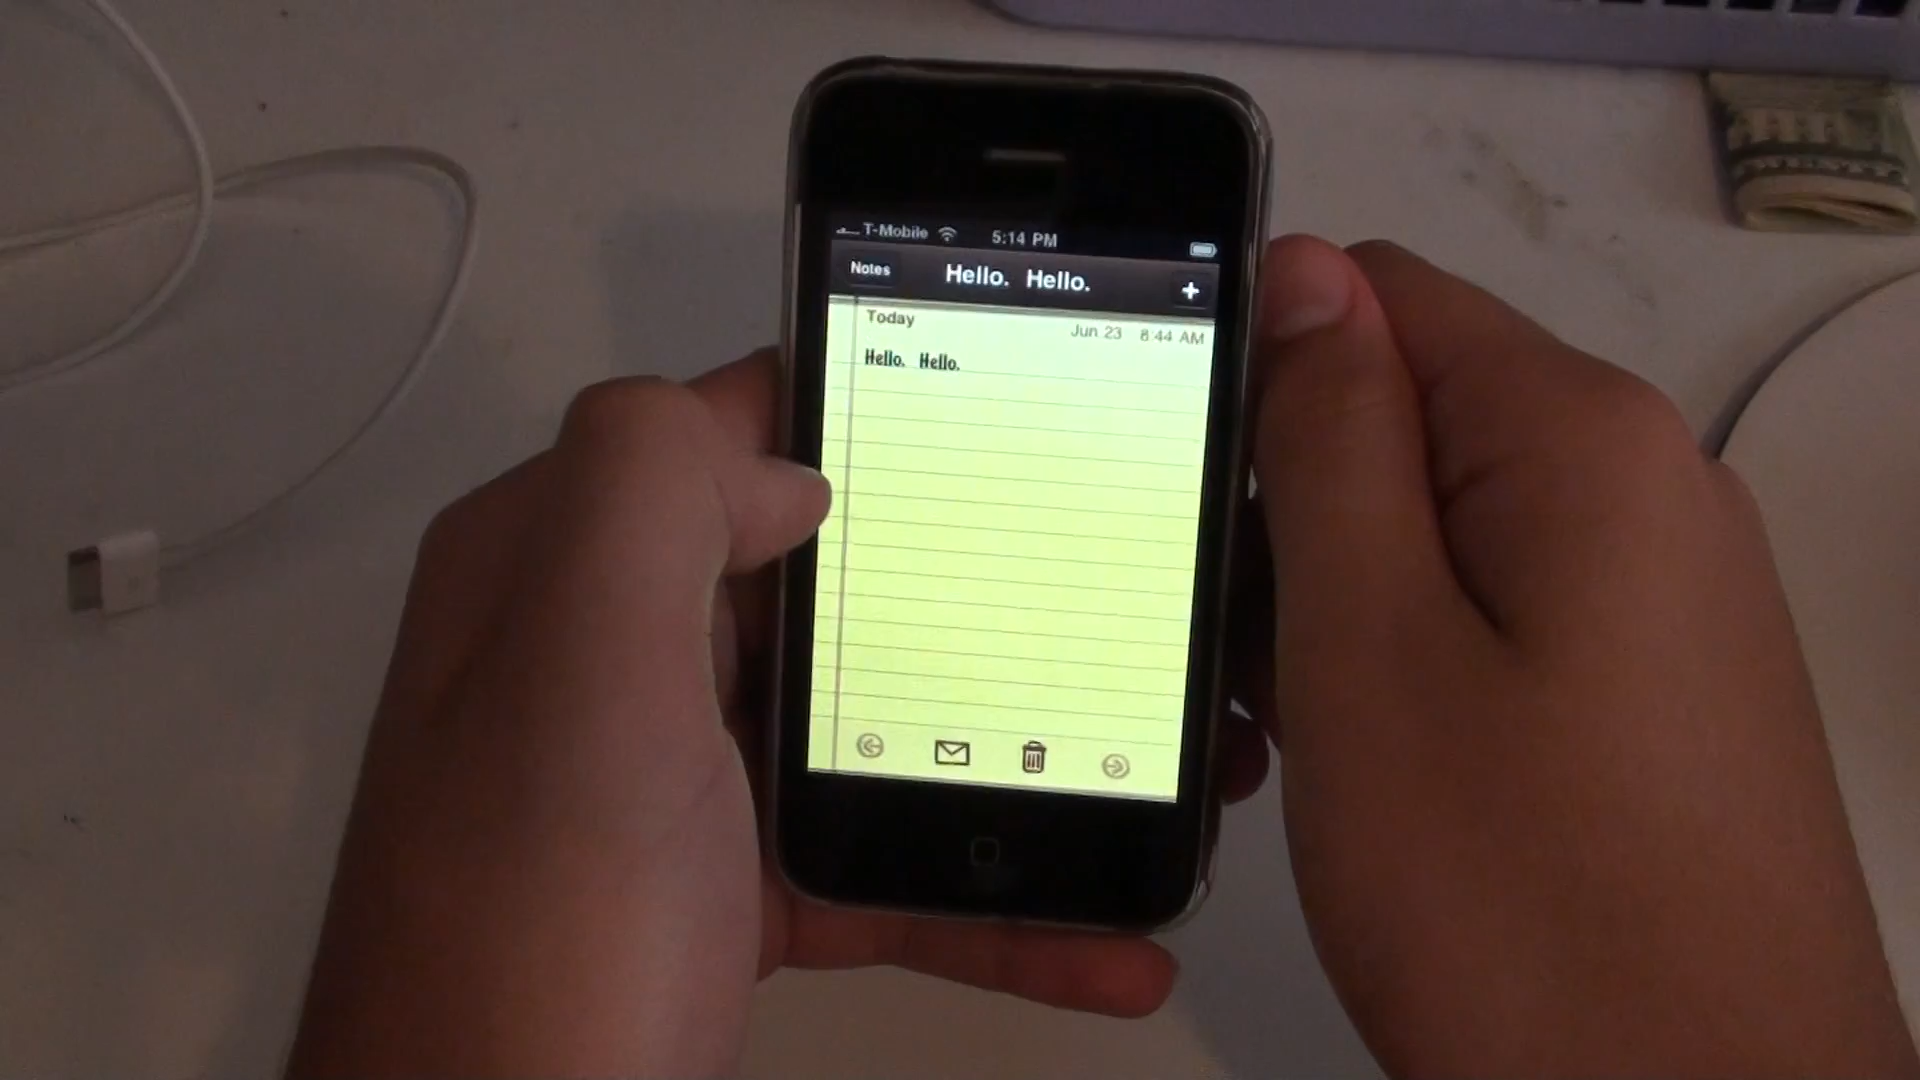 T-Mobile 5:14 PM
Notes Hello. Hello. +
Today Jun 23 8:44 AM
Hello. Hello.